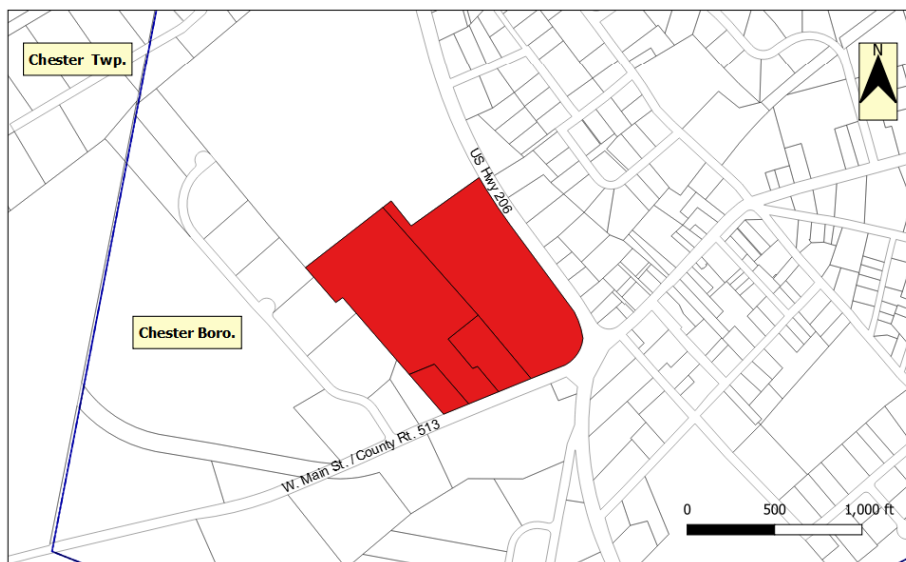 Chester Twp.
N
US Hwy 206
Chester Boro.
W. Main St. / County Rt. 513
0 500 1,000 ft